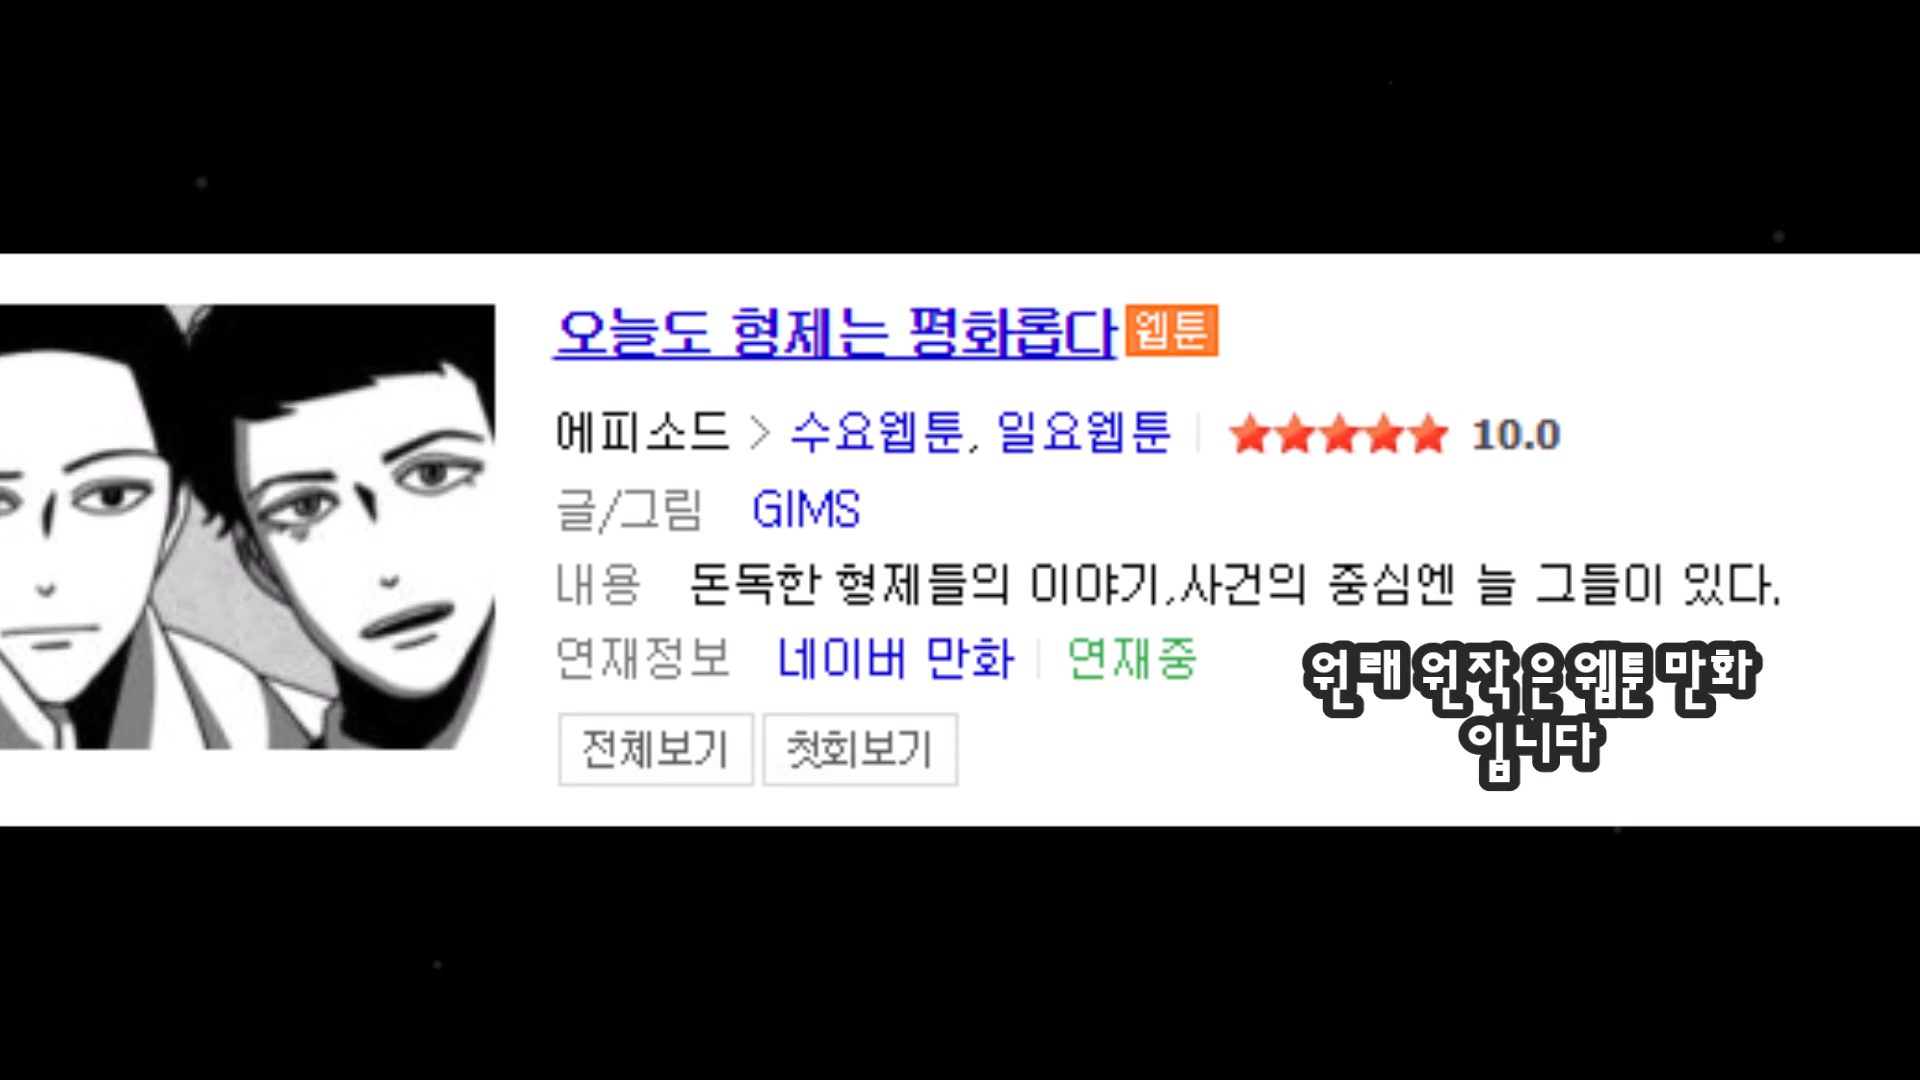 오늘도 형제는 평화롭다 웹툰
에피소드 > 수요웹툰, 일요웹툰 10.0
글/그림 GIMS
내용 돈독한 형제들의 이야기,사건의 중심엔 늘 그들이 있다.
연재정보 네이버 만화 연재중
전체보기 첫회보기
원래 원작은 웹툰 만화
입니다